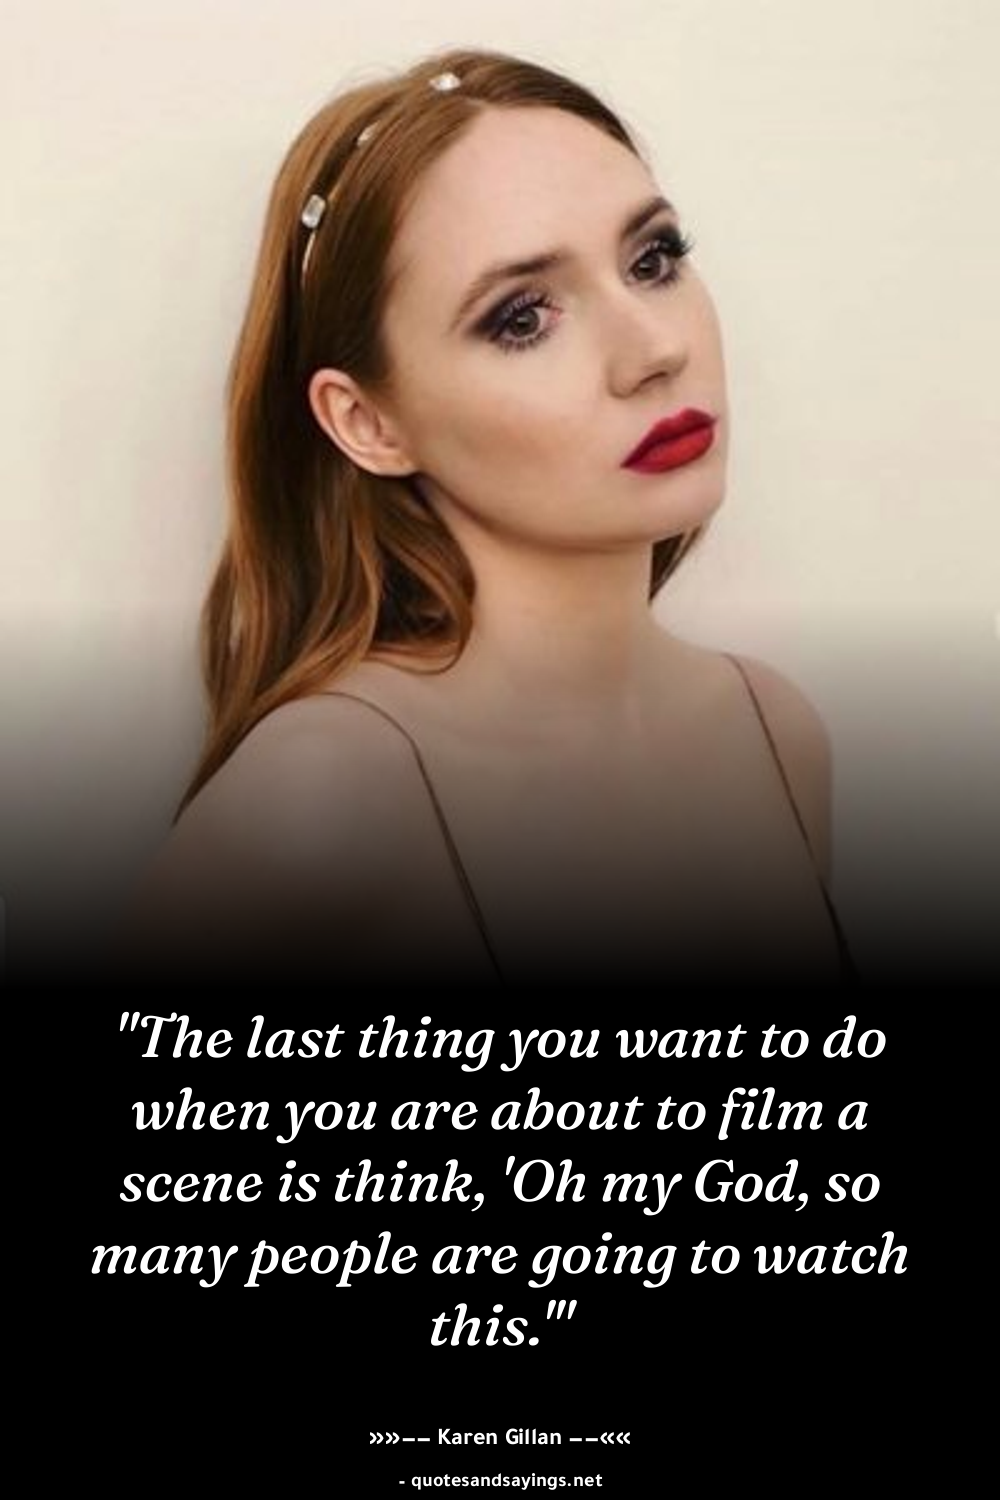 "The last thing you want to do
when you are about to film a
scene is think, 'Oh my God, so
many people are going to watch
this.'"
»»−− Karen Gillan −−««
- quotesandsayings.net